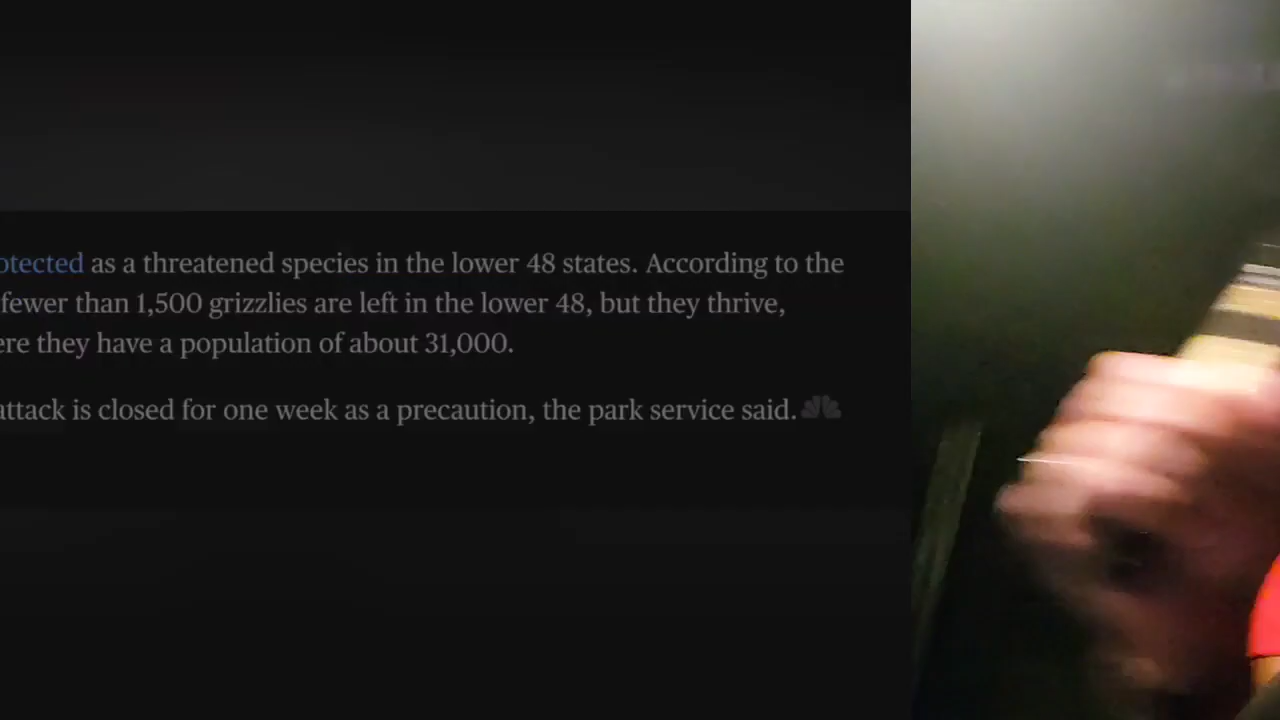 otected as a threatened species in the lower 48 states. According to the
fewer than 1,500 grizzlies are left in the lower 48, but they thrive,
ere they have a population of about 31,000.
attack is closed for one week as a precaution, the park service said.